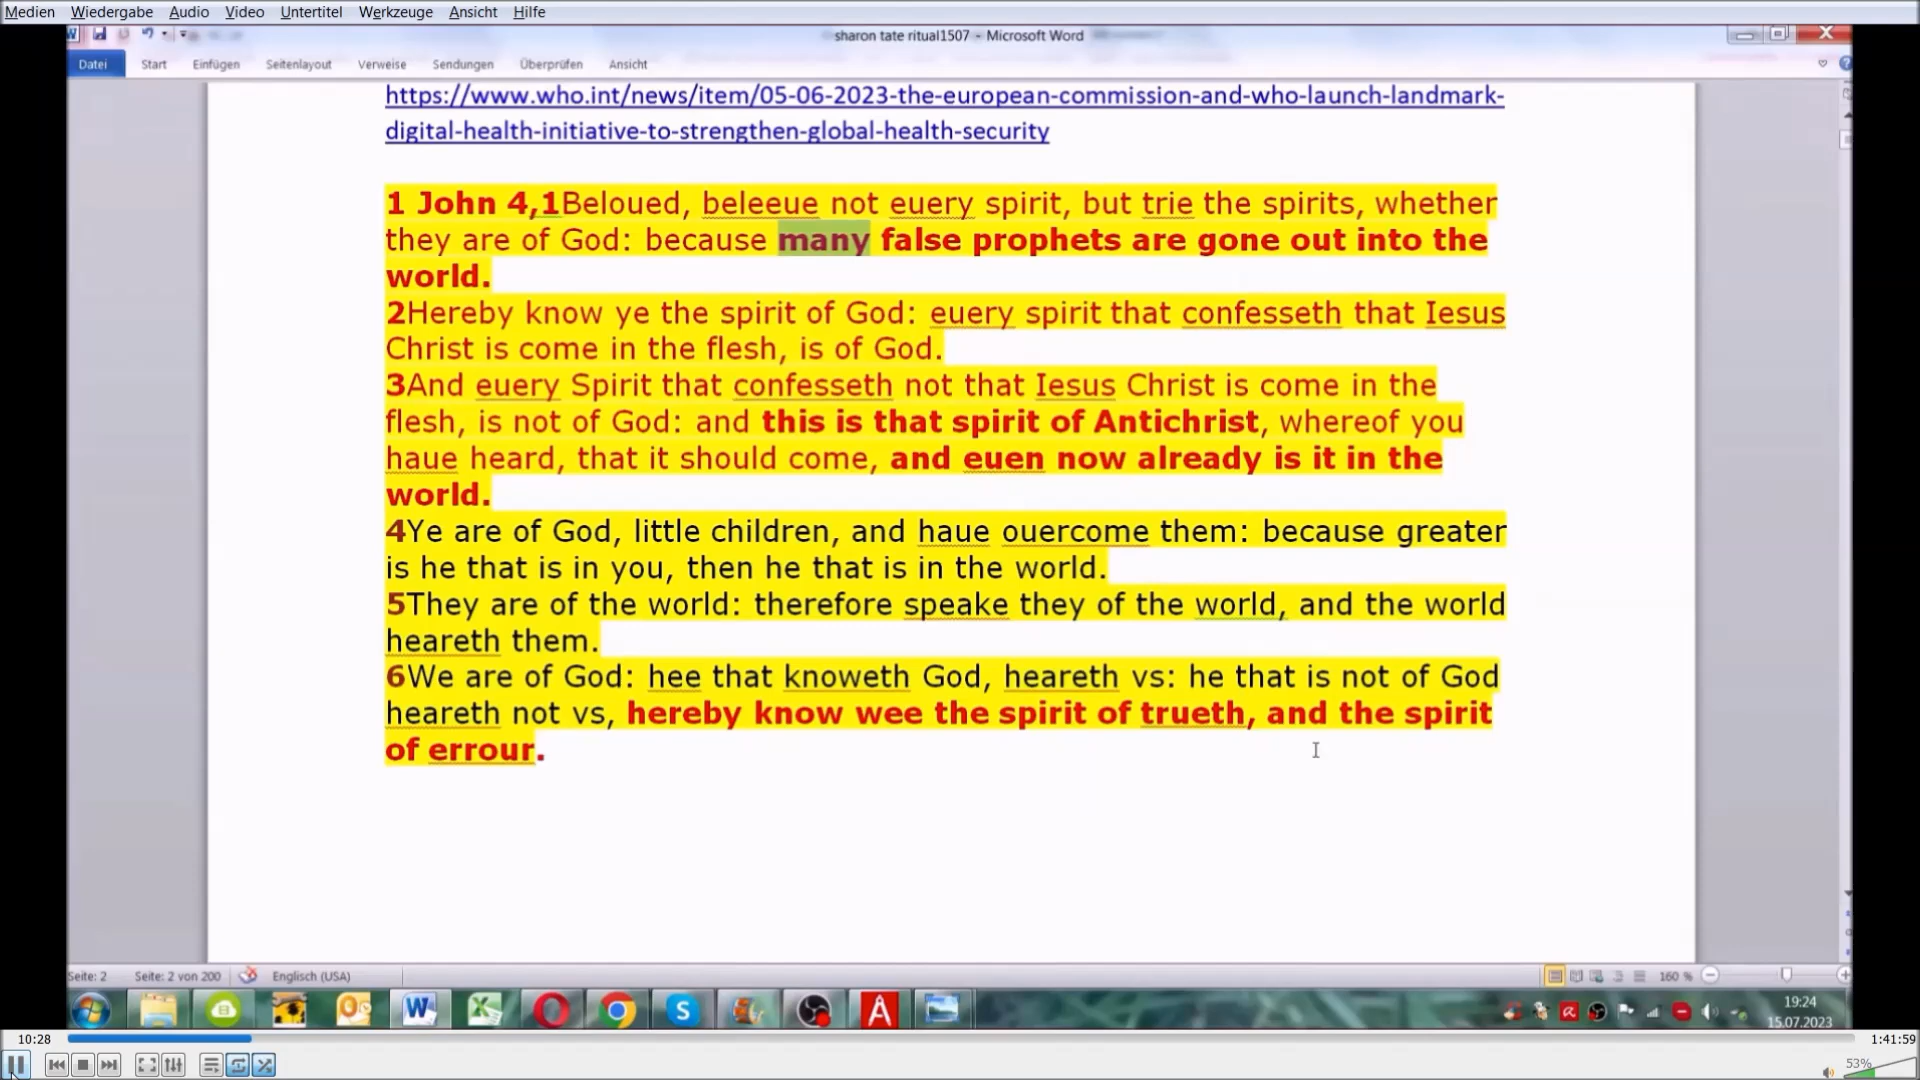 Medien Wiedergabe Audio Video Untertitel Werkzeuge Ansicht Hilfe
sharon tate ritual1507 - Microsoft Word
Datei Start Einfügen Seitenlayout Verweise Sendungen Überprüfen Ansicht
https://www.who.int/news/item/05-06-2023-the-european-commission-and-who-launch-landmark-
digital-health-initiative-to-strengthen-global-health-security
1 John 4,1Beloued, beleeue not euery spirit, but trie the spirits, whether
they are of God: because many false prophets are gone out into the
world.
2Hereby know ye the spirit of God: euery spirit that confesseth that Iesus
Christ is come in the flesh, is of God.
3And euery Spirit that confesseth not that Iesus Christ is come in the
flesh, is not of God: and this is that spirit of Antichrist, whereof you
haue heard, that it should come, and euen now already is it in the
world.
4Ye are of God, little children, and haue ouercome them: because greater
is he that is in you, then he that is in the world.
5They are of the world: therefore speake they of the world, and the world
heareth them.
6We are of God: hee that knoweth God, heareth vs: he that is not of God
heareth not vs, hereby know wee the spirit of trueth, and the spirit
of errour.
Seite: 2 Seite: 2 von 200 Englisch (USA) 160 %
19:24
15.07.2023
10:28 1:41:59
53%